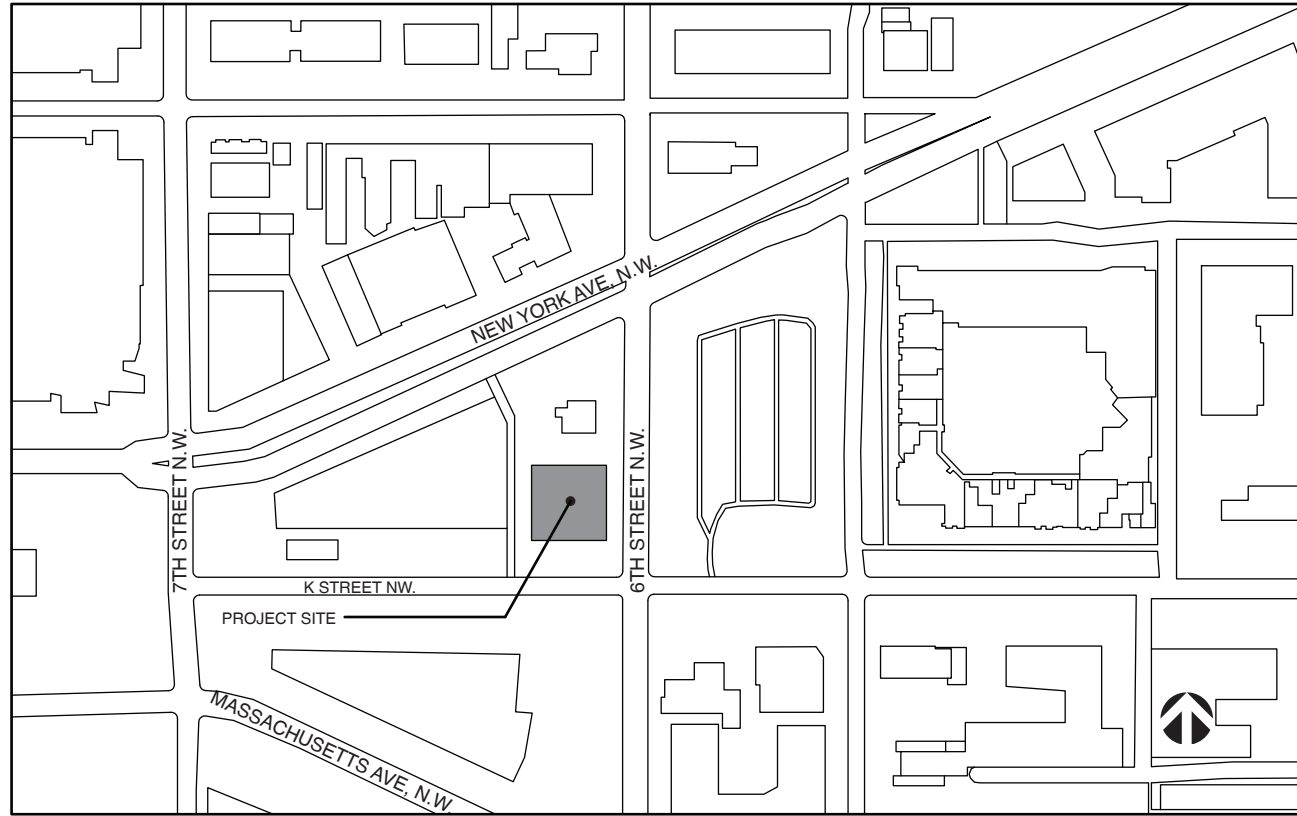 NEW YORK AVE, N.W.
7TH STREET N.W.
6TH STREET N.W.
K STREET NW.
PROJECT SITE
MASSACHUSETTS AVE, N.W.